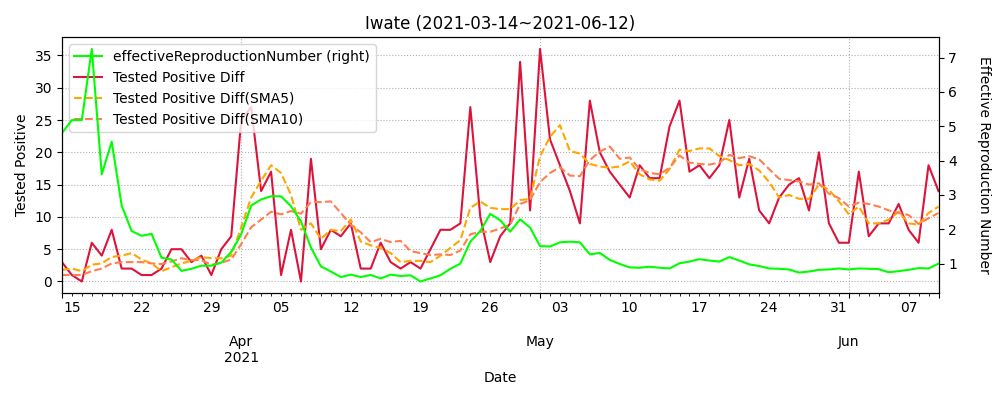 Iwate (2021-03-14~2021-06-12)
effectiveReproductionNumber (right)
Tested Positive Diff
Tested Positive Diff(SMA5)
Tested Positive Diff(SMA10)
Tested Positive
35
30
25
20
15
10
5
0
7
6
5
4
3
2
1
Effective Reproduction Number
15 22 29 05 12 19 26 03 10 17 24 31 07
Apr May Jun
2021
Date